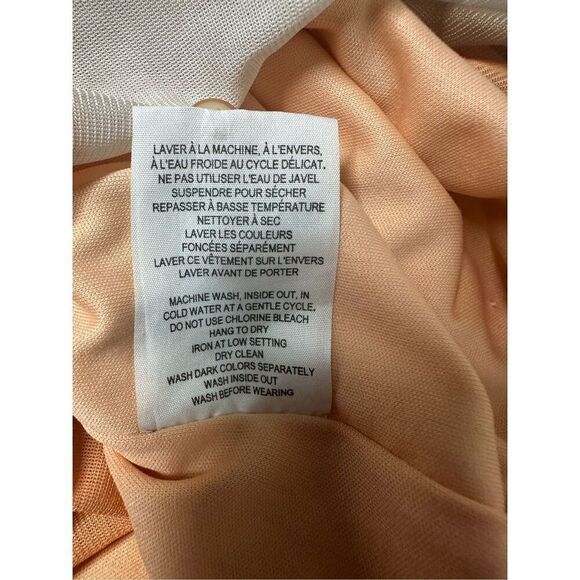 LAVER À LA MACHINE, À L'ENVERS,
À L'EAU FROIDE AU CYCLE DÉLICAT.
NE PAS UTILISER L'EAU DE JAVEL
SUSPENDRE POUR SÉCHER
REPASSER À BASSE TEMPÉRATURE
NETTOYER À SEC
LAVER LES COULEURS
FONCÉES SÉPARÉMENT
LAVER CE VÊTEMENT SUR L'ENVERS
LAVER AVANT DE PORTER
MACHINE WASH, INSIDE OUT, IN
COLD WATER AT A GENTLE CYCLE.
DO NOT USE CHLORINE BLEACH
HANG TO DRY
IRON AT LOW SETTING
DRY CLEAN
WASH DARK COLORS SEPARATELY
WASH INSIDE OUT
WASH BEFORE WEARING